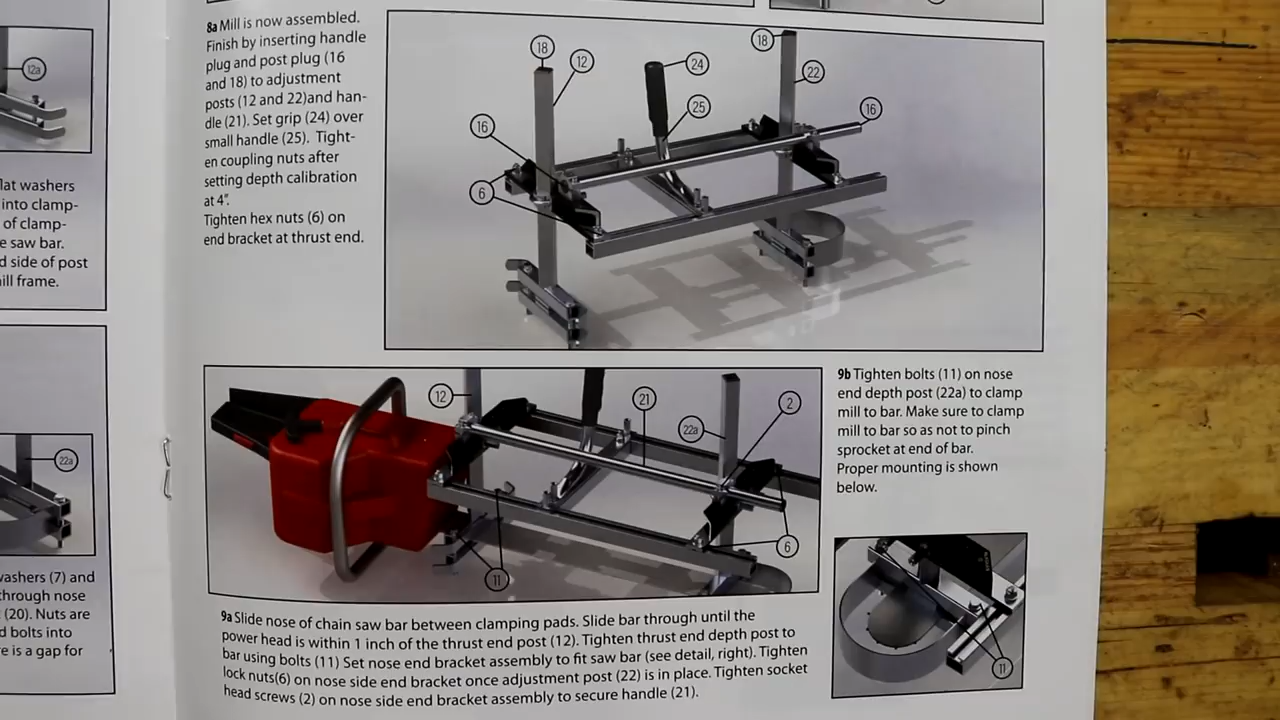 12a
lat washers
into clamp-
of clamp-
e saw bar.
d side of post
ill frame.
22a
washers (7) and
hrough nose
(20). Nuts are
d bolts into
e is a gap for
8a Mill is now assembled.
Finish by inserting handle
plug and post plug (16
and 18) to adjustment
posts (12 and 22)and han-
dle (21). Set grip (24) over
small handle (25). Tight-
en coupling nuts after
setting depth calibration
at 4".
Tighten hex nuts (6) on
end bracket at thrust end.
18
12
24
18
22
25
16
16
6
12
21
22a
2
6
11
9a Slide nose of chain saw bar between clamping pads. Slide bar through until the
power head is within 1 inch of the thrust end post (12). Tighten thrust end depth post to
bar using bolts (11) Set nose end bracket assembly to fit saw bar (see detail, right). Tighten
lock nuts(6) on nose side end bracket once adjustment post (22) is in place. Tighten socket
head screws (2) on nose side end bracket assembly to secure handle (21).
9b Tighten bolts (11) on nose
end depth post (22a) to clamp
mill to bar. Make sure to clamp
mill to bar so as not to pinch
sprocket at end of bar.
Proper mounting is shown
below.
11